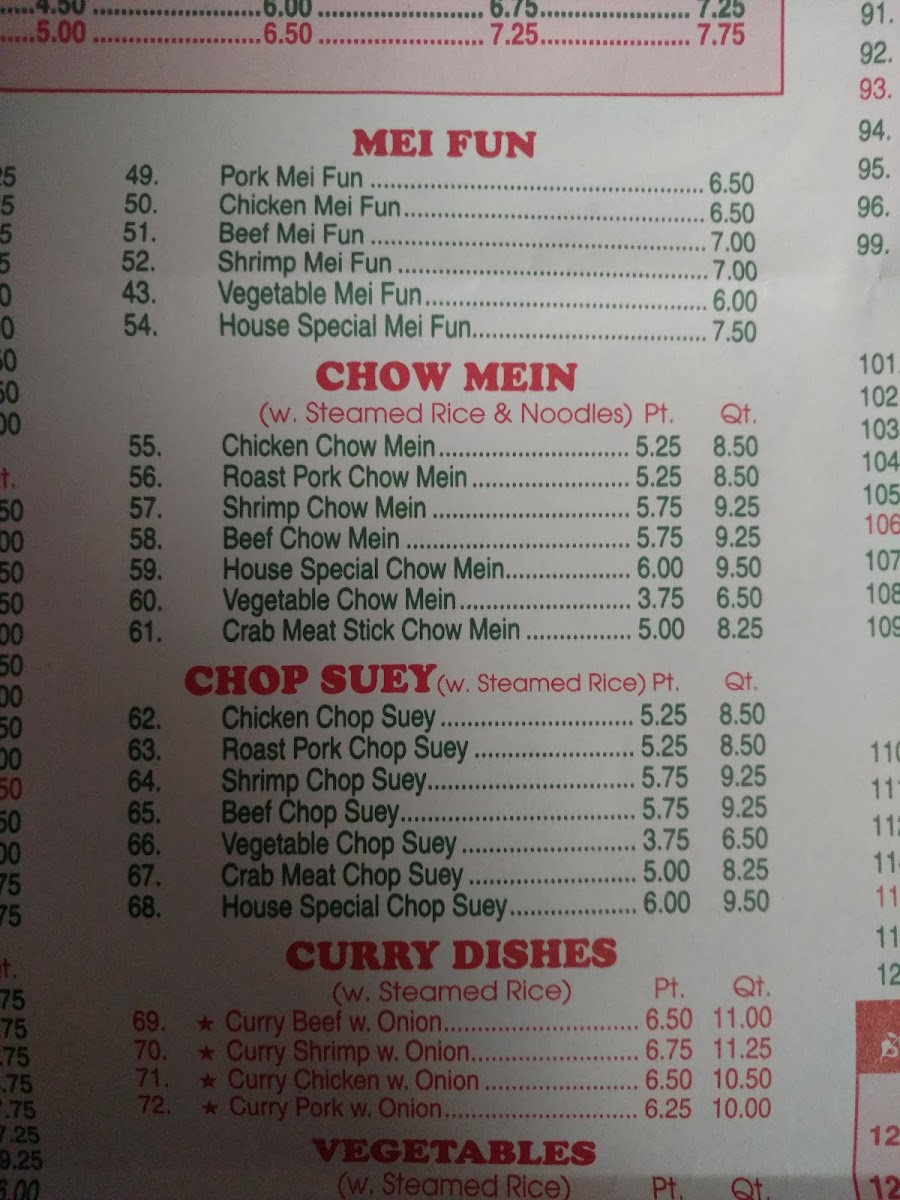 4.50 6.00 6.75 7.25
5.00 6.50 7.25 7.75
MEI FUN
49. Pork Mei Fun 6.50
50. Chicken Mei Fun 6.50
51. Beef Mei Fun 7.00
52. Shrimp Mei Fun 7.00
43. Vegetable Mei Fun 6.00
54. House Special Mei Fun 7.50
CHOW MEIN
(w. Steamed Rice & Noodles) Pt. Qt.
55. Chicken Chow Mein 5.25 8.50
56. Roast Pork Chow Mein 5.25 8.50
57. Shrimp Chow Mein 5.75 9.25
58. Beef Chow Mein 5.75 9.25
59. House Special Chow Mein 6.00 9.50
60. Vegetable Chow Mein 3.75 6.50
61. Crab Meat Stick Chow Mein 5.00 8.25
CHOP SUEY (w. Steamed Rice) Pt. Qt.
62. Chicken Chop Suey 5.25 8.50
63. Roast Pork Chop Suey 5.25 8.50
64. Shrimp Chop Suey 5.75 9.25
65. Beef Chop Suey 5.75 9.25
66. Vegetable Chop Suey 3.75 6.50
67. Crab Meat Chop Suey 5.00 8.25
68. House Special Chop Suey 6.00 9.50
CURRY DISHES
(w. Steamed Rice) Pt. Qt.
69. ★ Curry Beef w. Onion 6.50 11.00
70. ★ Curry Shrimp w. Onion 6.75 11.25
71. ★ Curry Chicken w. Onion 6.50 10.50
72. ★ Curry Pork w. Onion 6.25 10.00
VEGETABLES
(w. Steamed Rice) Pt. Qt.
91.
92.
93.
94.
95.
96.
99.
101.
102
103
104
105
106
107
108
109